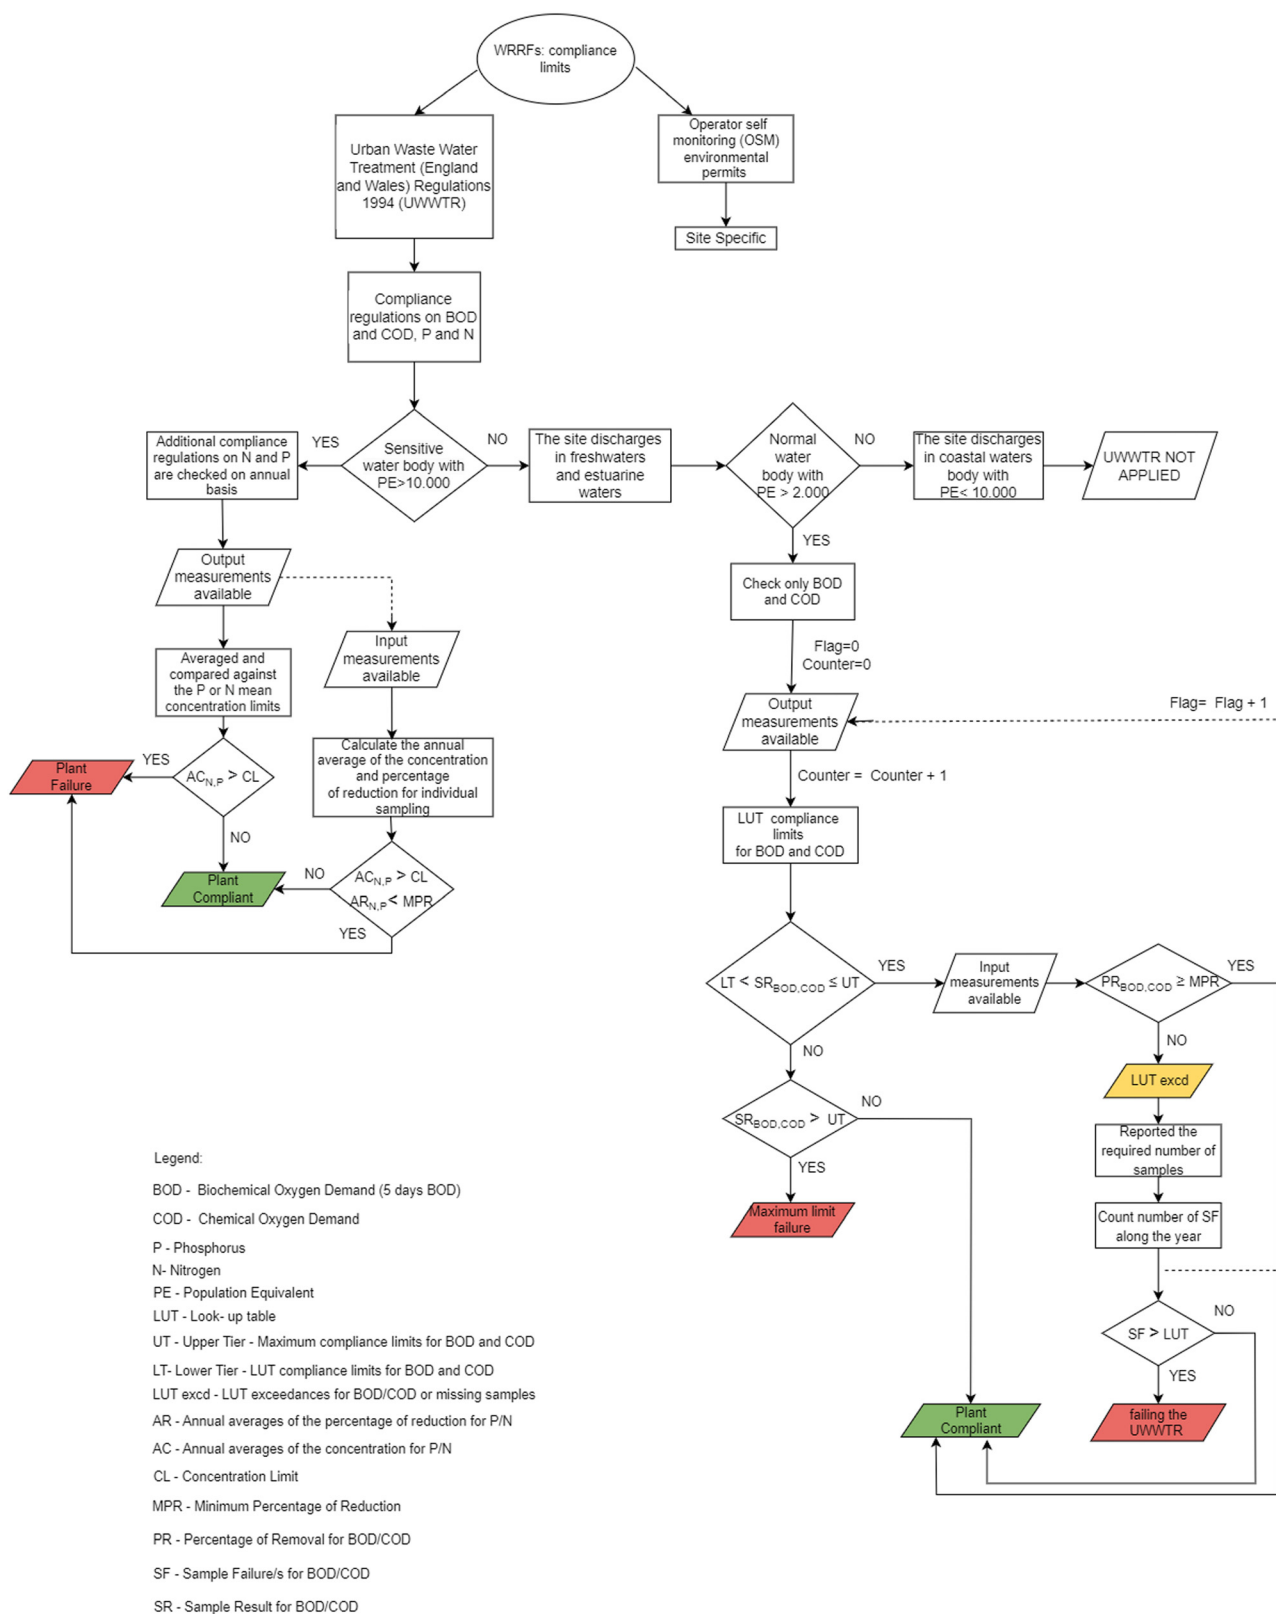 WRRFs: compliance
limits
Urban Waste Water
Treatment (England
and Wales) Regulations
1994 (UWWTR)
Operator self
monitoring (OSM)
environmental
permits
Site Specific
Compliance
regulations on BOD
and COD, P and N
Additional compliance
regulations on N and P
are checked on annual
basis
YES
Sensitive
water body with
PE>10.000
NO
The site discharges
in freshwaters
and estuarine
waters
Normal
water
body with
PE > 2.000
NO
The site discharges
in coastal waters
body with
PE< 10.000
UWWTR NOT
APPLIED
YES
Output
measurements
available
Check only BOD
and COD
Input
measurements
available
Flag=0
Counter=0
Averaged and
compared against
the P or N mean
concentration limits
Output
measurements
available
Flag= Flag + 1
Calculate the annual
average of the concentration
and percentage
of reduction for individual
sampling
Plant
Failure
YES
AC N,P > CL
Counter = Counter + 1
NO
LUT compliance
limits
for BOD and COD
Plant
Compliant
NO
AC N,P > CL
AR N,P < MPR
YES
LT < SR BOD,COD ≤ UT
YES
Input
measurements
available
PR BOD,COD ≥ MPR
YES
NO
NO
LUT excd
SR BOD,COD > UT
NO
Reported the
required number of
samples
YES
Maximum limit
failure
Count number of SF
along the year
SF > LUT
NO
YES
Plant
Compliant
failing the
UWWTR
Legend:
BOD - Biochemical Oxygen Demand (5 days BOD)
COD - Chemical Oxygen Demand
P - Phosphorus
N- Nitrogen
PE - Population Equivalent
LUT - Look- up table
UT - Upper Tier - Maximum compliance limits for BOD and COD
LT- Lower Tier - LUT compliance limits for BOD and COD
LUT excd - LUT exceedances for BOD/COD or missing samples
AR - Annual averages of the percentage of reduction for P/N
AC - Annual averages of the concentration for P/N
CL - Concentration Limit
MPR - Minimum Percentage of Reduction
PR - Percentage of Removal for BOD/COD
SF - Sample Failure/s for BOD/COD
SR - Sample Result for BOD/COD